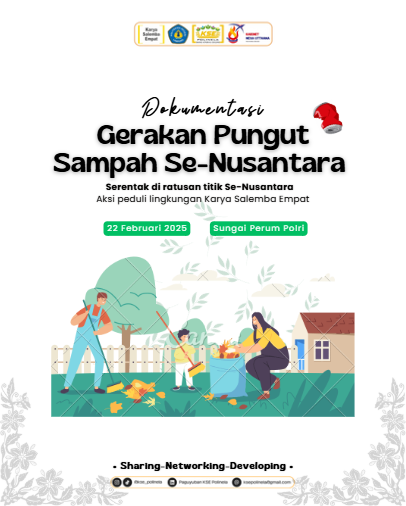 Karya
Salemba
Empat
KSE
POLINELA
Dokumentasi
Gerakan Pungut
Sampah Se-Nusantara
Serentak di ratusan titik Se-Nusantara
Aksi peduli lingkungan Karya Salemba Empat
22 Februari 2025
Sungai Perum Polri
• Sharing-Networking-Developing •
@kse_polinela
Paguyuban KSE Polinela
ksepolinela@gmail.com